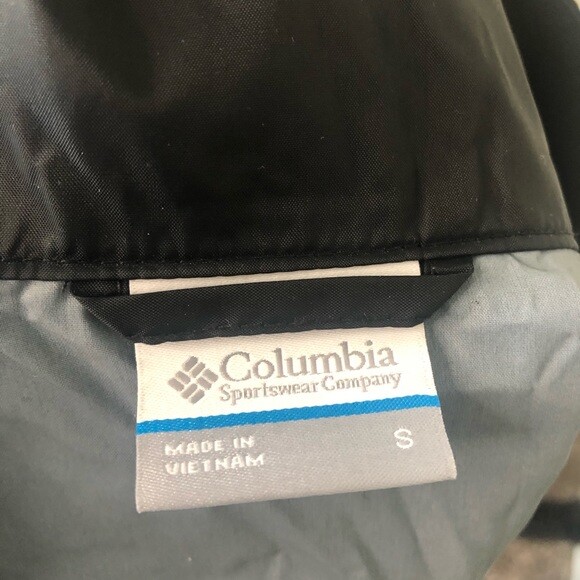 Columbia
Sportswear Company
MADE IN
VIETNAM
S